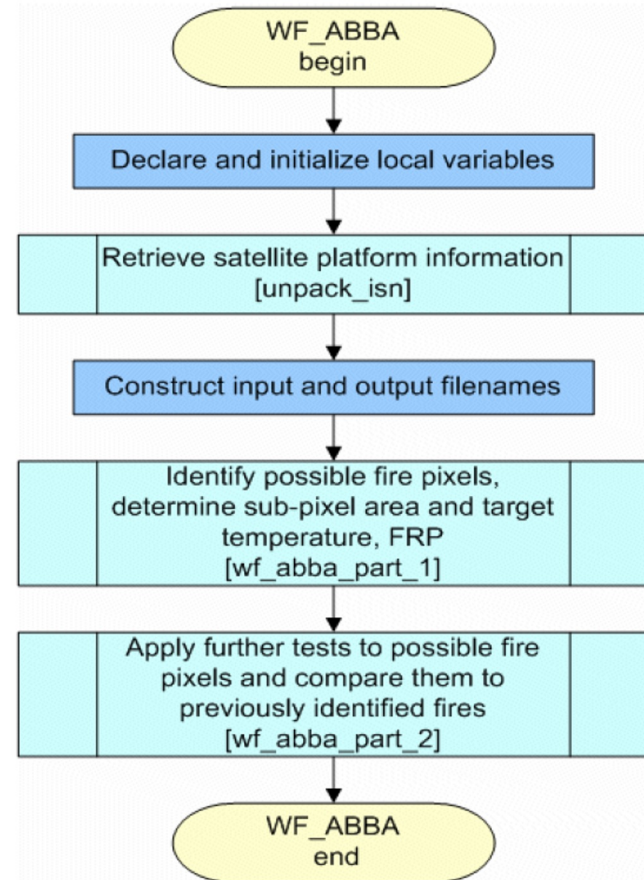 WF_ABBA
begin
Declare and initialize local variables
Retrieve satellite platform information
[unpack_isn]
Construct input and output filenames
Identify possible fire pixels,
determine sub-pixel area and target
temperature, FRP
[wf_abba_part_1]
Apply further tests to possible fire
pixels and compare them to
previously identified fires
[wf_abba_part_2]
WF_ABBA
end